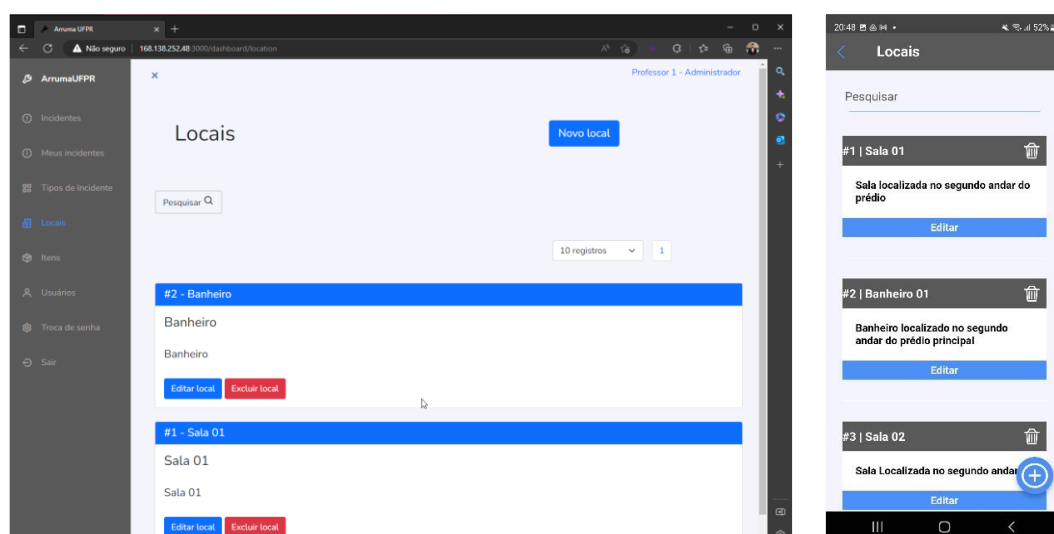 Arruma UFPR
Não seguro
168.138.252.48:3000/dashboard/location
ArrumaUFPR
Professor 1 - Administrador
Incidentes
Meus incidentes
Tipos de Incidente
Locais
Itens
Usuários
Troca de senha
Sair
Locais
Novo local
Pesquisar
10 registros
1
#2 - Banheiro
Banheiro
Banheiro
Editar local
Excluir local
#1 - Sala 01
Sala 01
Sala 01
Editar local
Excluir local
20:48
52%
Locais
Pesquisar
#1 | Sala 01
Sala localizada no segundo andar do
prédio
Editar
#2 | Banheiro 01
Banheiro localizado no segundo
andar do prédio principal
Editar
#3 | Sala 02
Sala Localizada no segundo andar
Editar